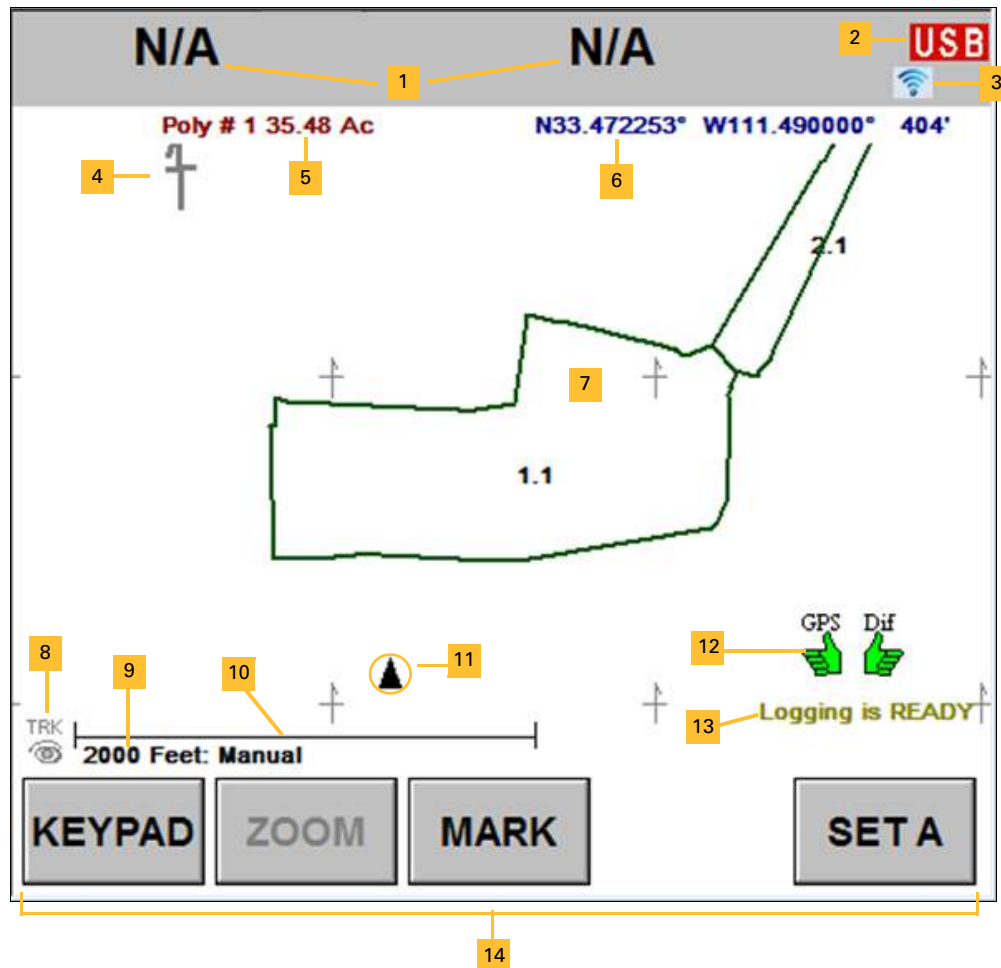 N/A N/A 2 USB
1 3
Poly # 1 35.48 Ac N33.472253° W111.490000° 404'
4 5 6
2.1
7
1.1
GPS Dif
8 9 10 11 12
13 Logging is READY
TRK
2000 Feet: Manual
KEYPAD ZOOM MARK SET A
14